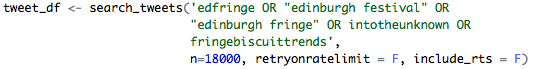 tweet_df <- search_tweets('edfringe OR "edinburgh festival" OR
"edinburgh fringe" OR intotheunknown OR
fringebiscuittrends',
n=18000, retryonratelimit = F, include_rts = F)